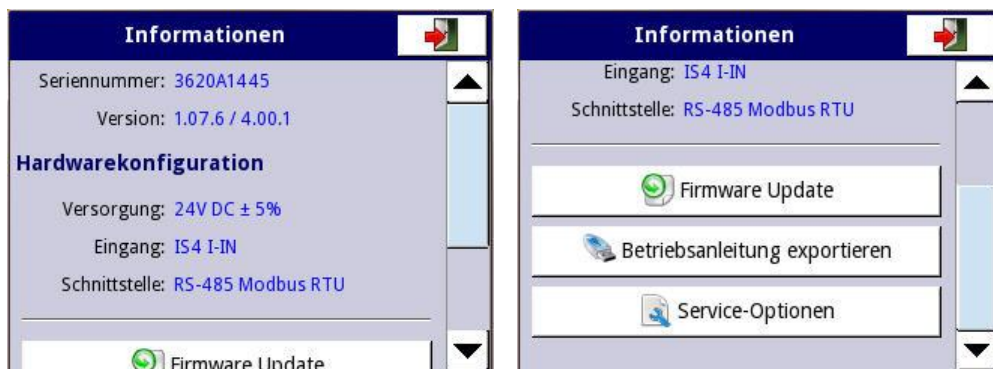 Informationen
Seriennummer: 3620A1445
Version: 1.07.6 / 4.00.1
Hardwarekonfiguration
Versorgung: 24V DC ± 5%
Eingang: IS4 I-IN
Schnittstelle: RS-485 Modbus RTU
Firmware Update
Informationen
Eingang: IS4 I-IN
Schnittstelle: RS-485 Modbus RTU
Firmware Update
Betriebsanleitung exportieren
Service-Optionen